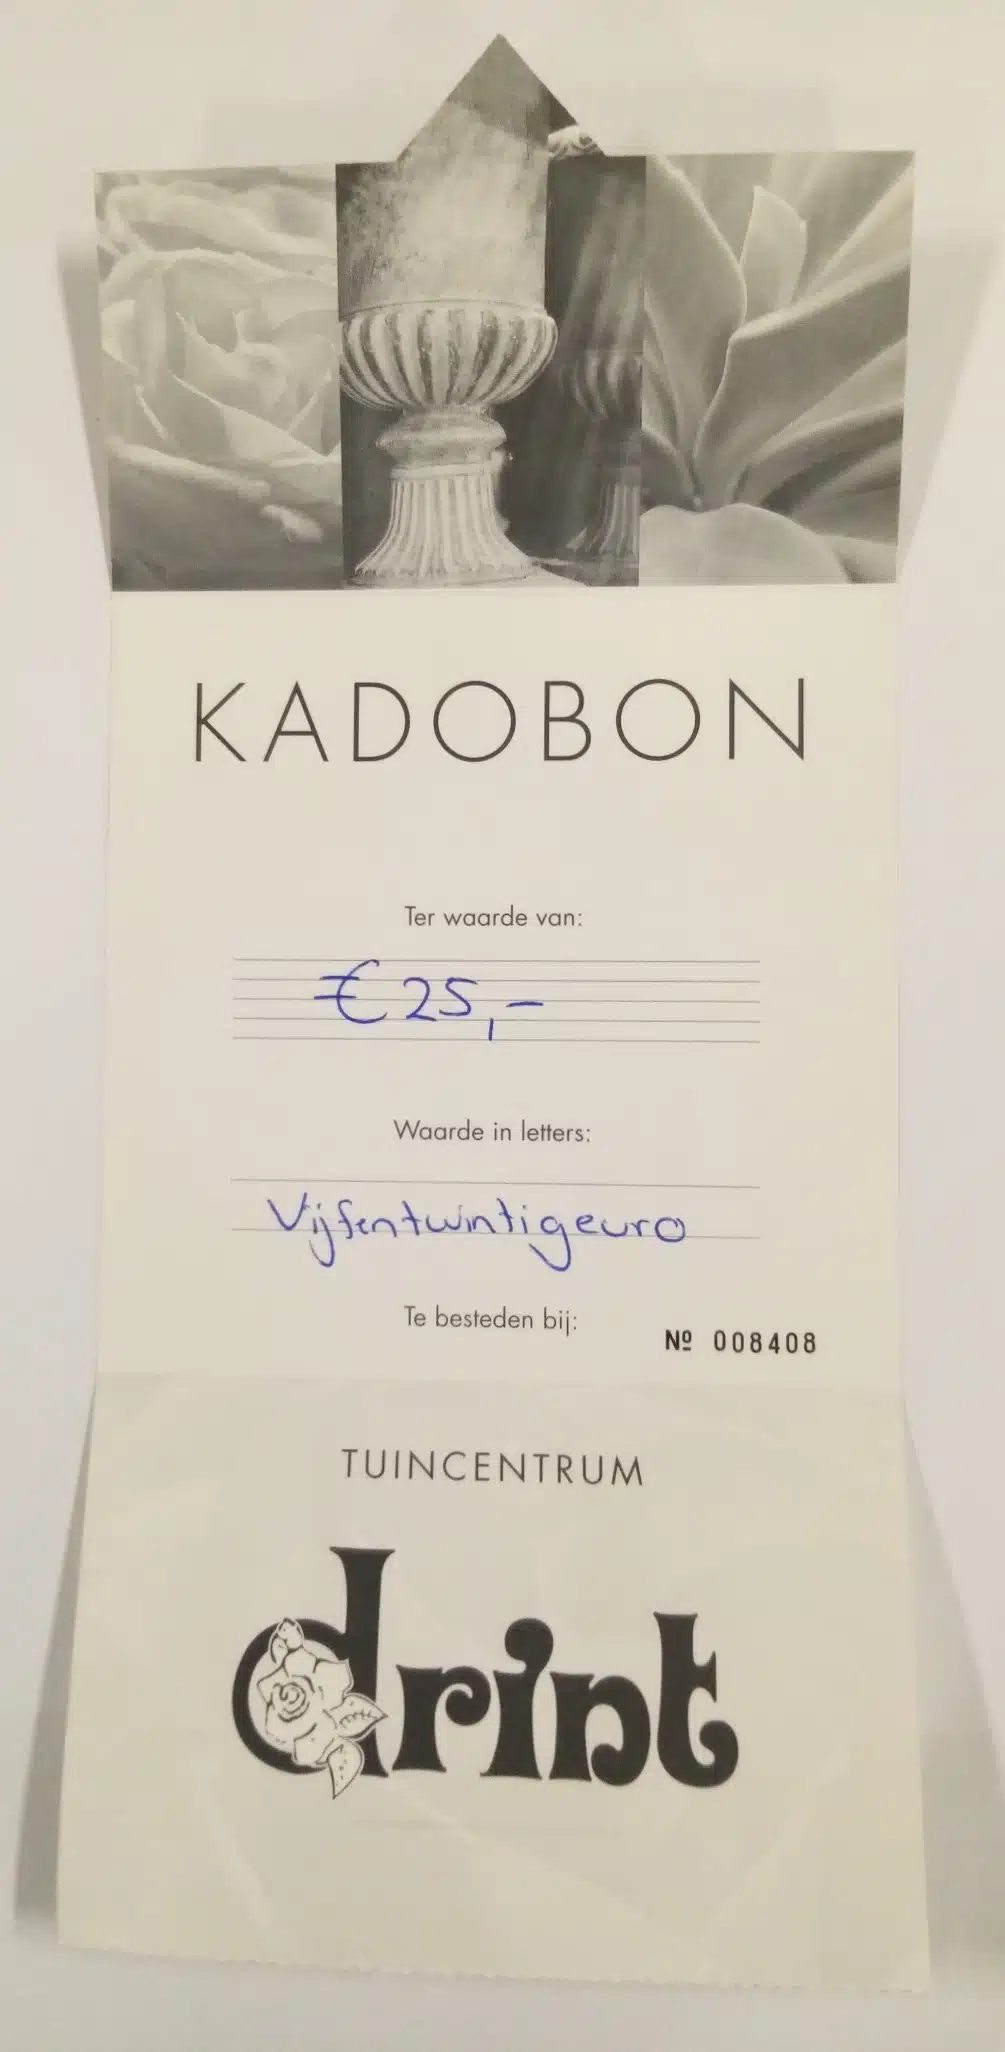 KADOBON
Ter waarde van:
€ 25,-
Waarde in letters:
Vijfentwintigeuro
Te besteden bij:
Nº 008408
TUINCENTRUM
drint